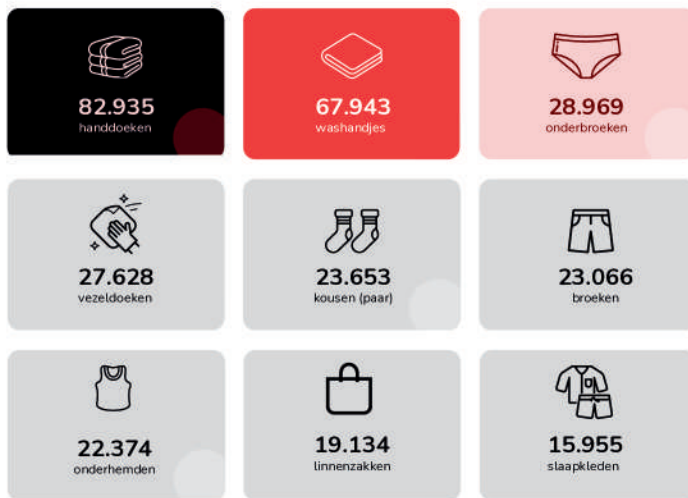 82.935
handdoeken
67.943
washandjes
28.969
onderbroeken
27.628
vezeldoeken
23.653
kousen (paar)
23.066
broeken
22.374
onderhemden
19.134
linnenzakken
15.955
slaapkleden